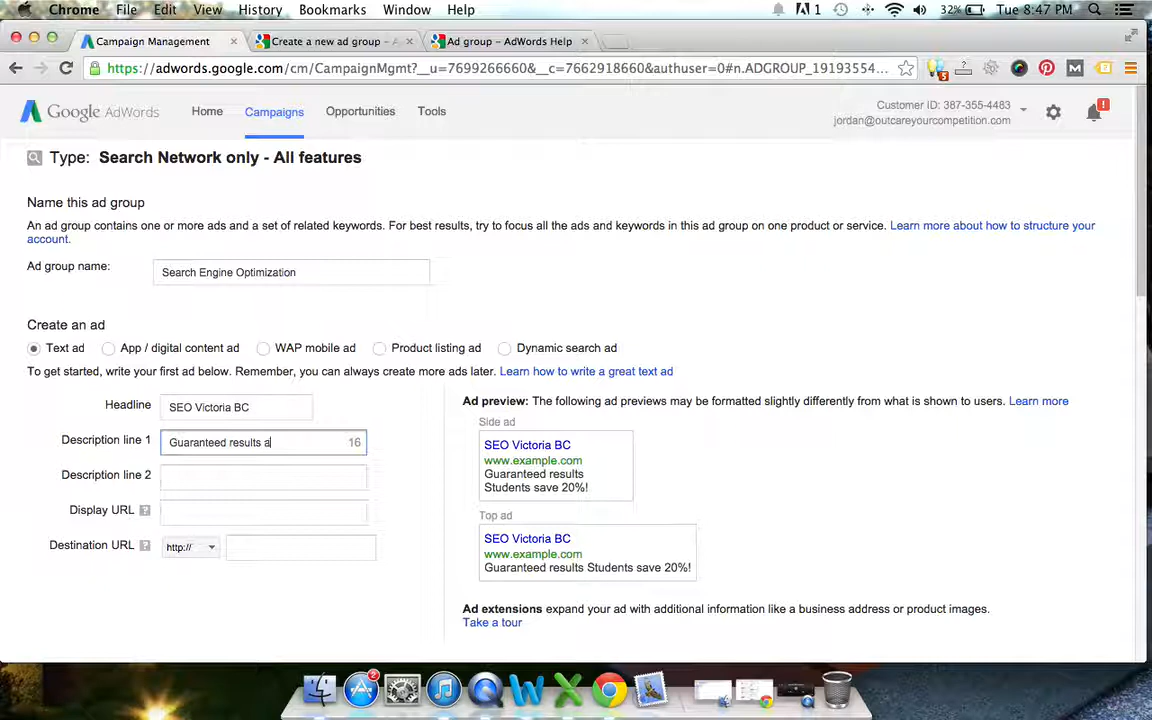 Chrome File Edit View History Bookmarks Window Help 1 32% Tue 8:47 PM
Campaign Management × Create a new ad group - A × Ad group - AdWords Help ×
https://adwords.google.com/cm/CampaignMgmt?__u=7699266660&__c=7662918660&authuser=0#n.ADGROUP_19193554... 5
Google AdWords Home Campaigns Opportunities Tools
Customer ID: 387-355-4483
jordan@outcareyourcompetition.com
!
Type: Search Network only - All features
Name this ad group
An ad group contains one or more ads and a set of related keywords. For best results, try to focus all the ads and keywords in this ad group on one product or service. Learn more about how to structure your
account.
Ad group name: Search Engine Optimization
Create an ad
Text ad App / digital content ad WAP mobile ad Product listing ad Dynamic search ad
To get started, write your first ad below. Remember, you can always create more ads later. Learn how to write a great text ad
Headline SEO Victoria BC
Description line 1 Guaranteed results a 16
Description line 2
Display URL ?
Destination URL ? http://
Ad preview: The following ad previews may be formatted slightly differently from what is shown to users. Learn more
Side ad
SEO Victoria BC
www.example.com
Guaranteed results
Students save 20%!
Top ad
SEO Victoria BC
www.example.com
Guaranteed results Students save 20%!
Ad extensions expand your ad with additional information like a business address or product images.
Take a tour
2